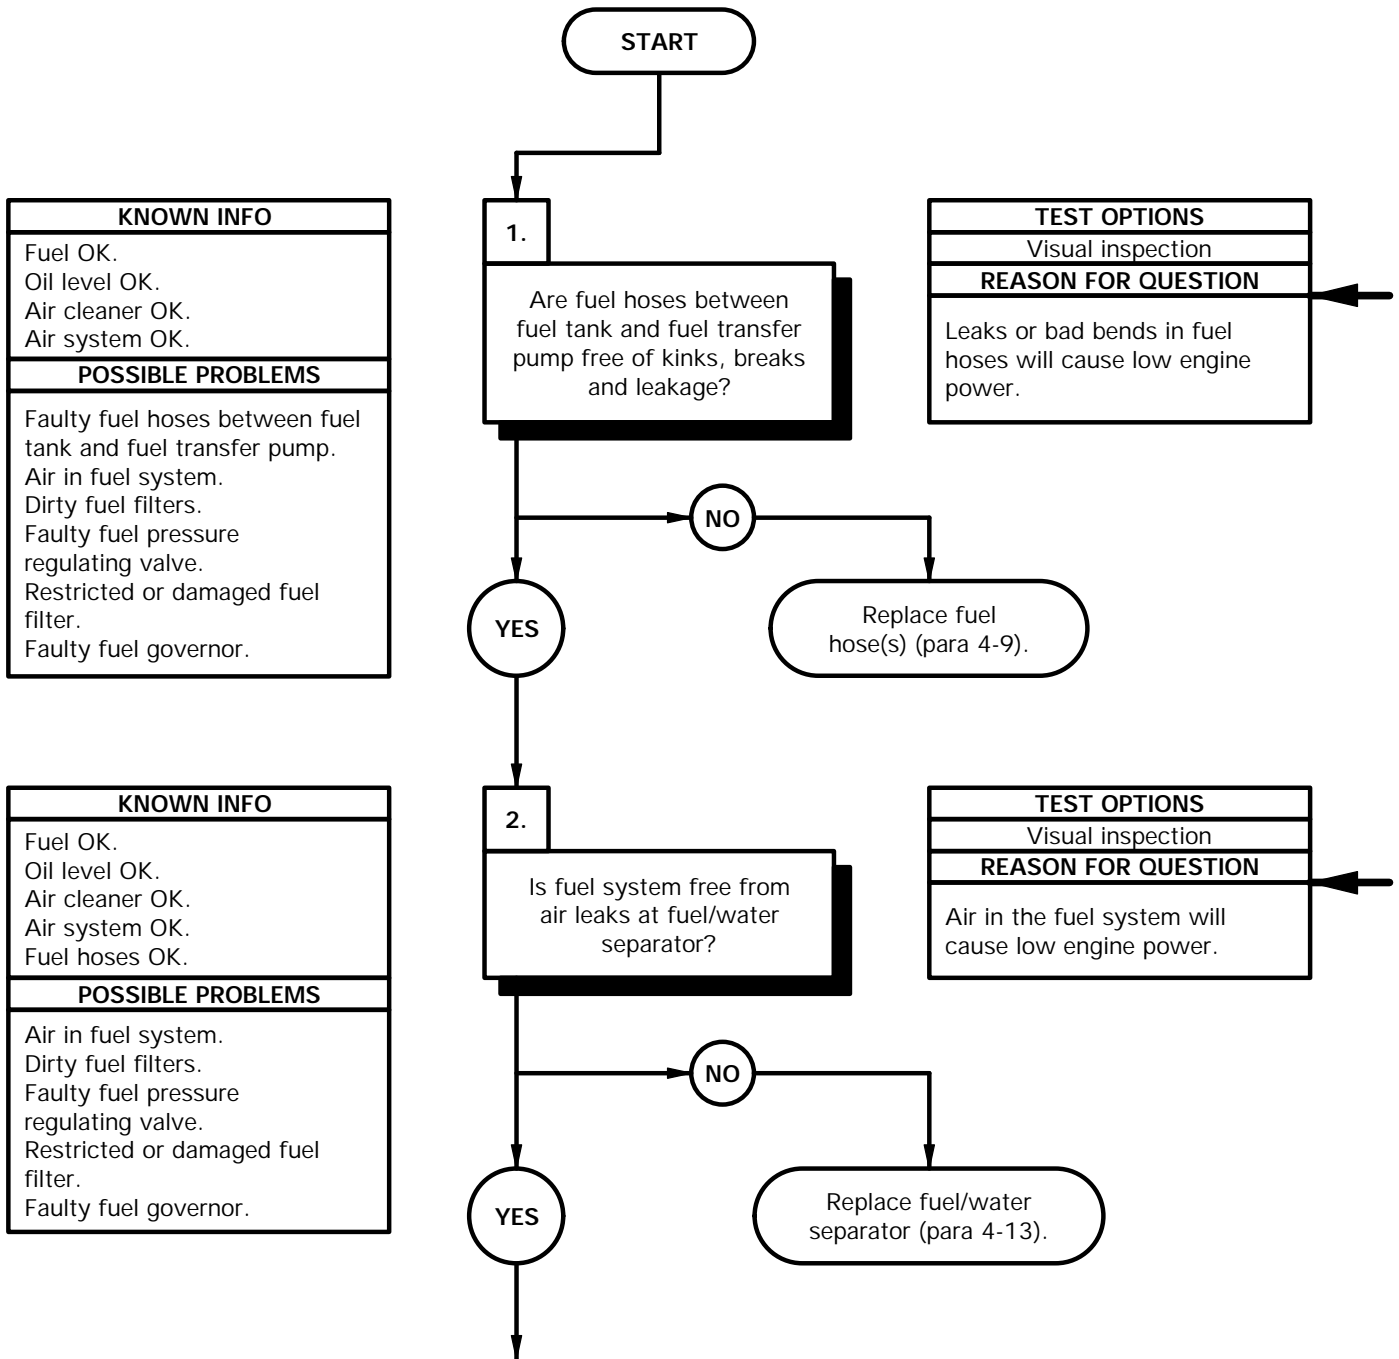 START
KNOWN INFO
Fuel OK.
Oil level OK.
Air cleaner OK.
Air system OK.
POSSIBLE PROBLEMS
Faulty fuel hoses between fuel
tank and fuel transfer pump.
Air in fuel system.
Dirty fuel filters.
Faulty fuel pressure
regulating valve.
Restricted or damaged fuel
filter.
Faulty fuel governor.
1.
Are fuel hoses between
fuel tank and fuel transfer
pump free of kinks, breaks
and leakage?
TEST OPTIONS
Visual inspection
REASON FOR QUESTION
Leaks or bad bends in fuel
hoses will cause low engine
power.
NO
YES
Replace fuel
hose(s) (para 4-9).
KNOWN INFO
Fuel OK.
Oil level OK.
Air cleaner OK.
Air system OK.
Fuel hoses OK.
POSSIBLE PROBLEMS
Air in fuel system.
Dirty fuel filters.
Faulty fuel pressure
regulating valve.
Restricted or damaged fuel
filter.
Faulty fuel governor.
2.
Is fuel system free from
air leaks at fuel/water
separator?
TEST OPTIONS
Visual inspection
REASON FOR QUESTION
Air in the fuel system will
cause low engine power.
NO
YES
Replace fuel/water
separator (para 4-13).